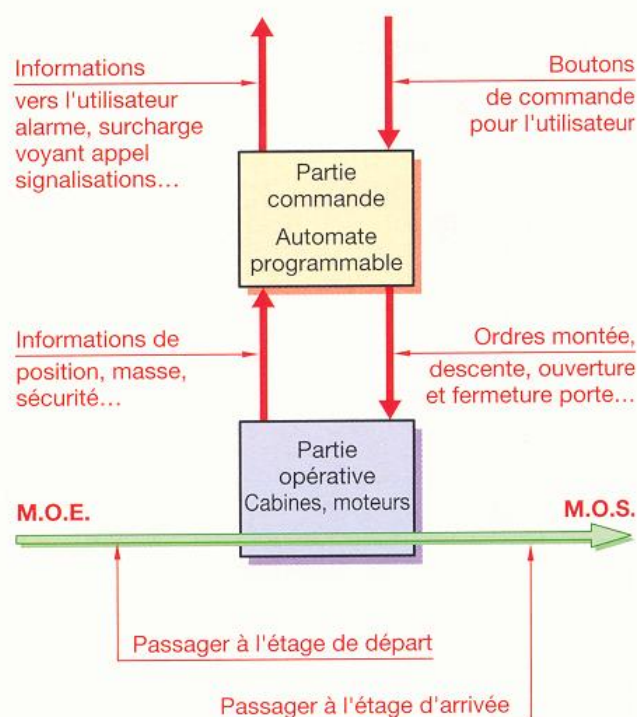 Informations
vers l'utilisateur
alarme, surcharge
voyant appel
signalisations...
Boutons
de commande
pour l'utilisateur
Partie
commande
Automate
programmable
Informations de
position, masse,
sécurité...
Ordres montée,
descente, ouverture
et fermeture porte...
Partie
opérative
Cabines, moteurs
M.O.E.
M.O.S.
Passager à l'étage de départ
Passager à l'étage d'arrivée